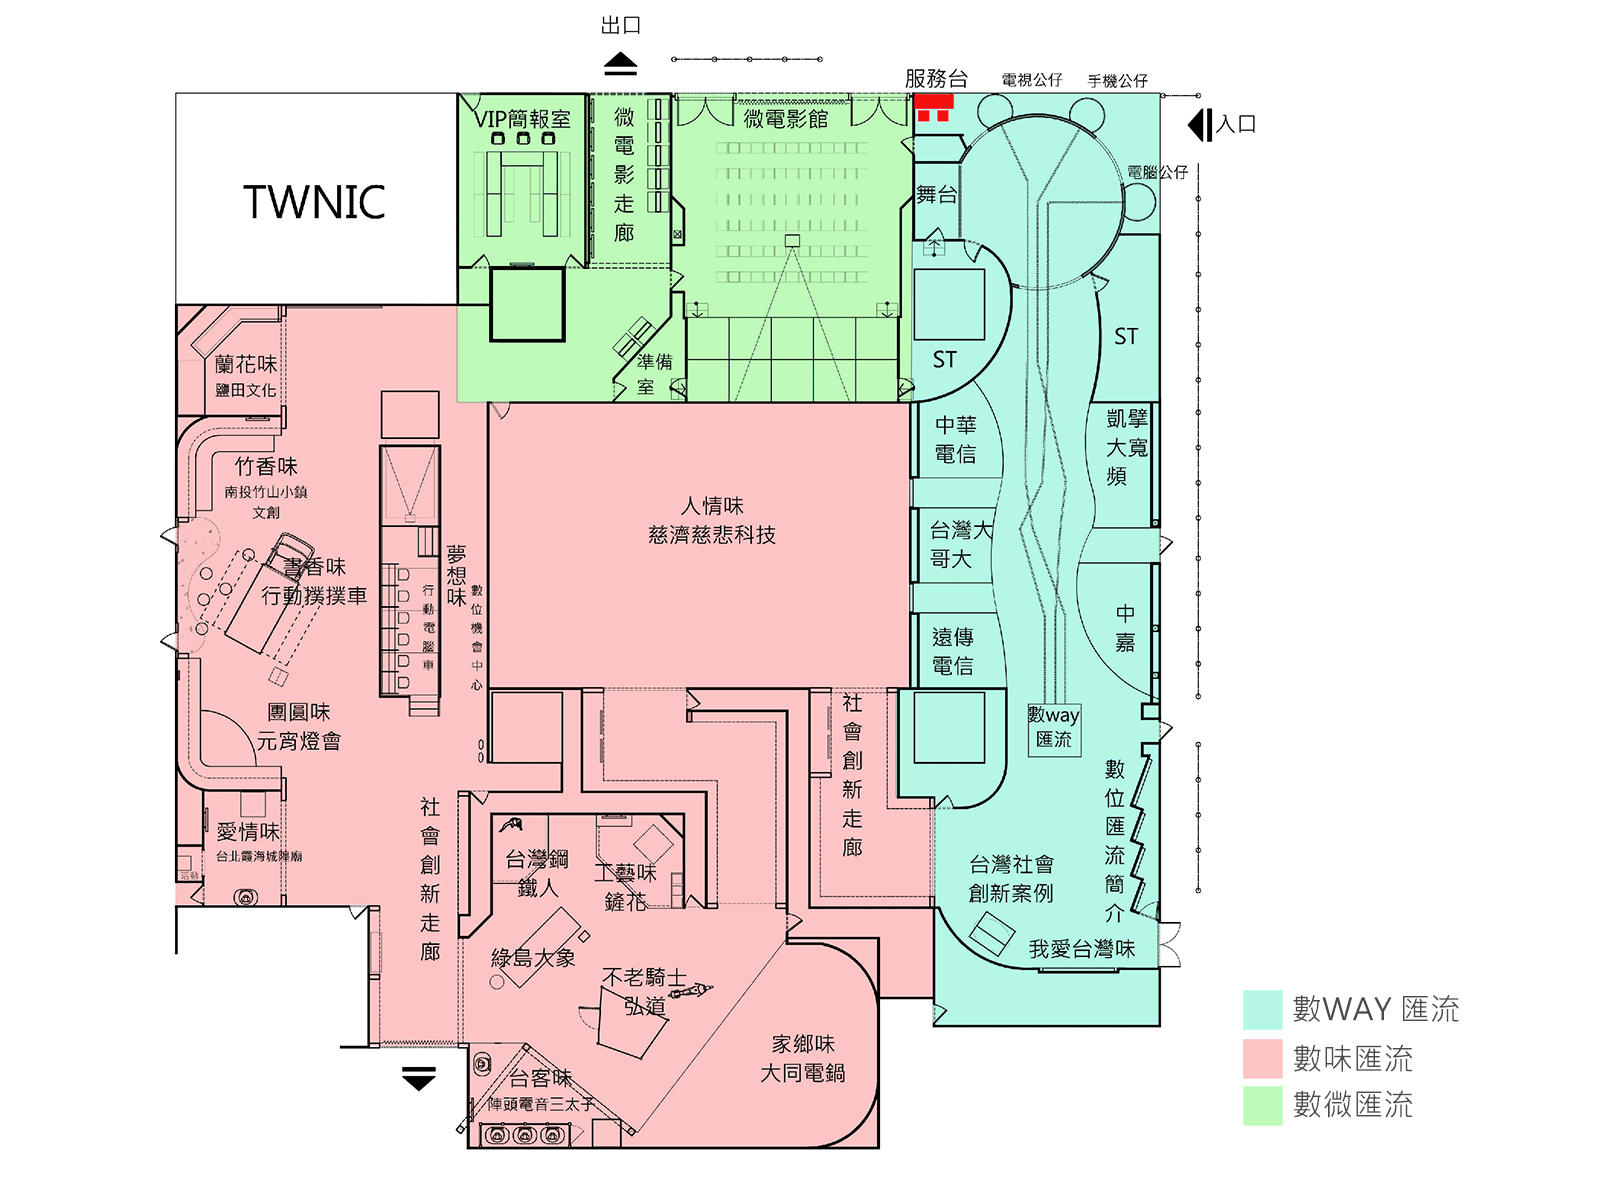 出口
服務台
電視公仔
手機公仔
入口
VIP簡報室
微電影走廊
微電影館
電腦公仔
TWNIC
舞台
ST
ST
蘭花味
鹽田文化
準備
室
中華
電信
凱擘
大寬
頻
竹香味
南投竹山小鎮
文創
人情味
慈濟慈悲科技
台灣大
哥大
書香味
行動撲撲車
夢想味
數位機會中心
行動電腦車
遠傳
電信
中嘉
團圓味
元宵燈會
社會創新走廊
數way
匯流
數位匯流簡介
愛情味
台北霞海城隍廟
社會創新走廊
台灣鋼
鐵人
工藝味
鏟花
台灣社會
創新案例
我愛台灣味
綠島大象
不老騎士
弘道
家鄉味
大同電鍋
台客味
陣頭電音三太子
數WAY 匯流
數味匯流
數微匯流